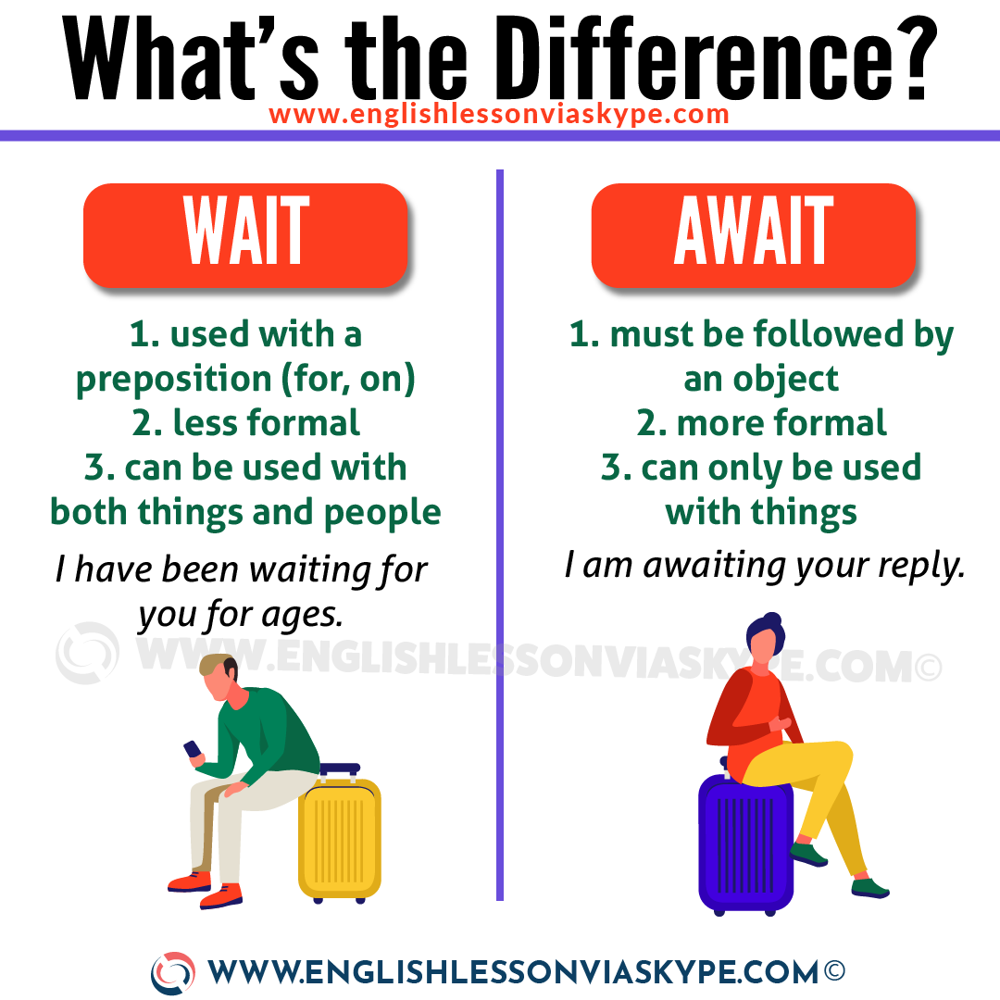 What's the Difference?
www.englishlessonviaskype.com
WAIT
1. used with a
preposition (for, on)
2. less formal
3. can be used with
both things and people
I have been waiting for
you for ages.
AWAIT
1. must be followed by
an object
2. more formal
3. can only be used
with things
I am awaiting your reply.
WWW.ENGLISHLESSONVIASKYPE.COM©
WWW.ENGLISHLESSONVIASKYPE.COM©